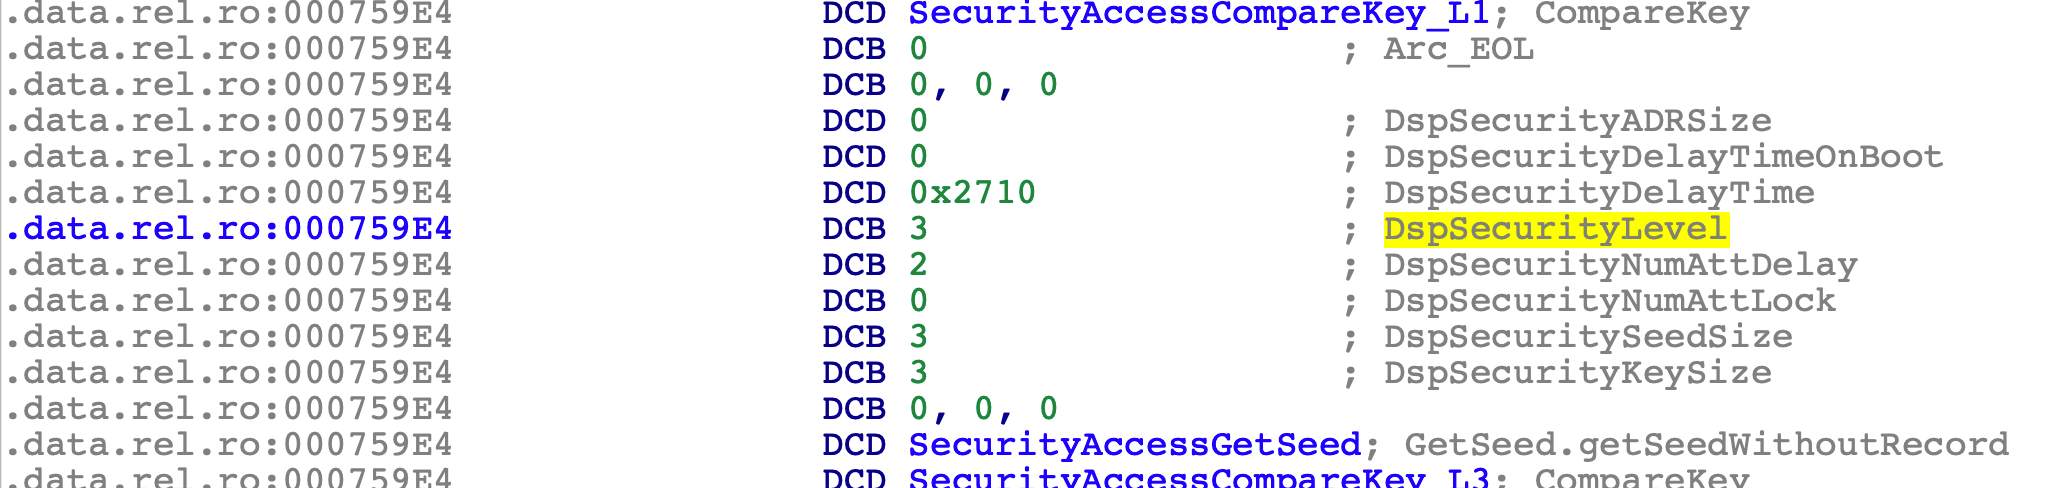 .data.rel.ro:000759E4 DCD SecurityAccessCompareKey_L1; CompareKey
.data.rel.ro:000759E4 DCB 0 ; Arc_EOL
.data.rel.ro:000759E4 DCB 0, 0, 0
.data.rel.ro:000759E4 DCD 0 ; DspSecurityADRSize
.data.rel.ro:000759E4 DCD 0 ; DspSecurityDelayTimeOnBoot
.data.rel.ro:000759E4 DCD 0x2710 ; DspSecurityDelayTime
.data.rel.ro:000759E4 DCB 3 ; DspSecurityLevel
.data.rel.ro:000759E4 DCB 2 ; DspSecurityNumAttDelay
.data.rel.ro:000759E4 DCB 0 ; DspSecurityNumAttLock
.data.rel.ro:000759E4 DCB 3 ; DspSecuritySeedSize
.data.rel.ro:000759E4 DCB 3 ; DspSecurityKeySize
.data.rel.ro:000759E4 DCB 0, 0, 0
.data.rel.ro:000759E4 DCD SecurityAccessGetSeed; GetSeed.getSeedWithoutRecord
.data.rel.ro:000759E4 DCD SecurityAccessCompareKey_L3; CompareKey